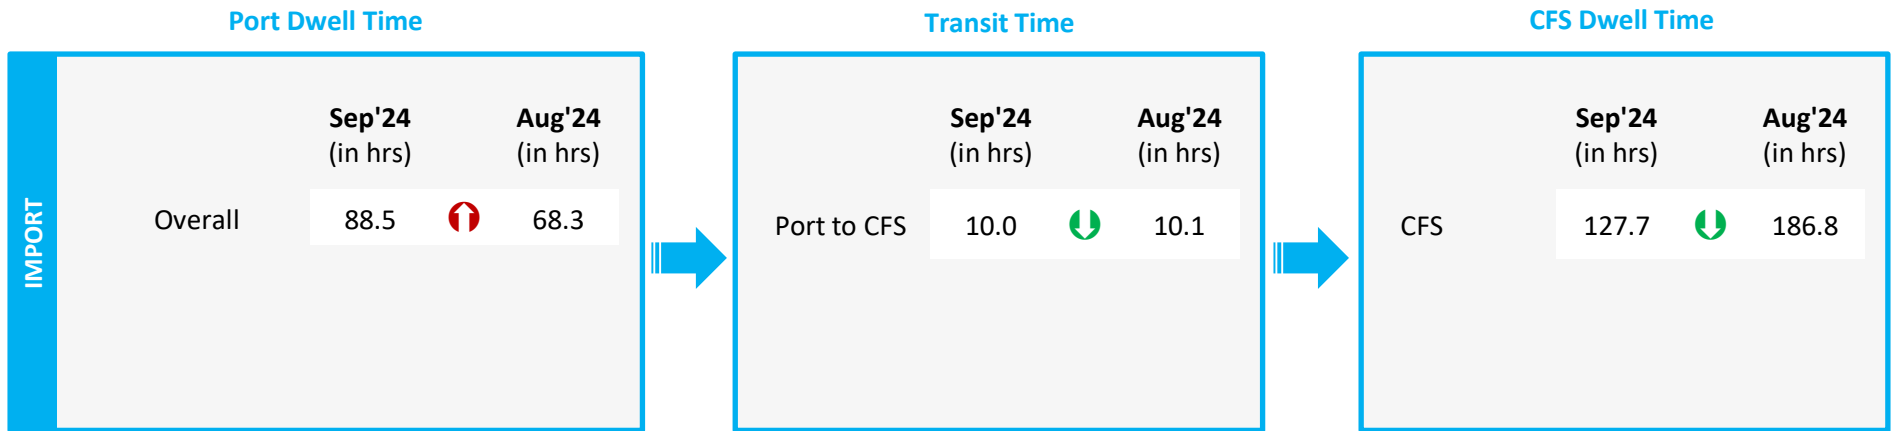 Port Dwell Time
Transit Time
CFS Dwell Time
IMPORT
Sep'24 Aug'24
(in hrs) (in hrs)
Overall 88.5 68.3
Sep'24 Aug'24
(in hrs) (in hrs)
Port to CFS 10.0 10.1
Sep'24 Aug'24
(in hrs) (in hrs)
CFS 127.7 186.8